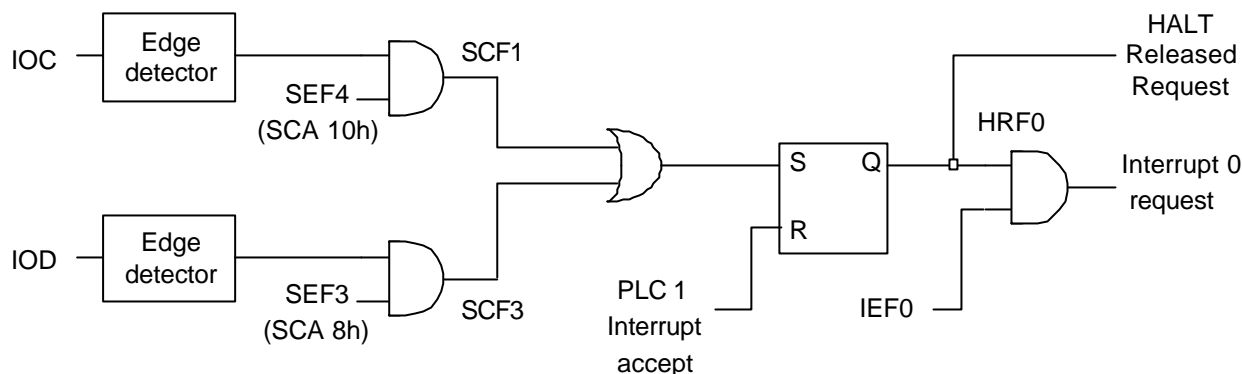 IOC
Edge
detector
SEF4
(SCA 10h)
SCF1
HALT
Released
Request
HRF0
S
Q
R
Interrupt 0
request
IOD
Edge
detector
SEF3
(SCA 8h)
SCF3
PLC 1
Interrupt
accept
IEF0